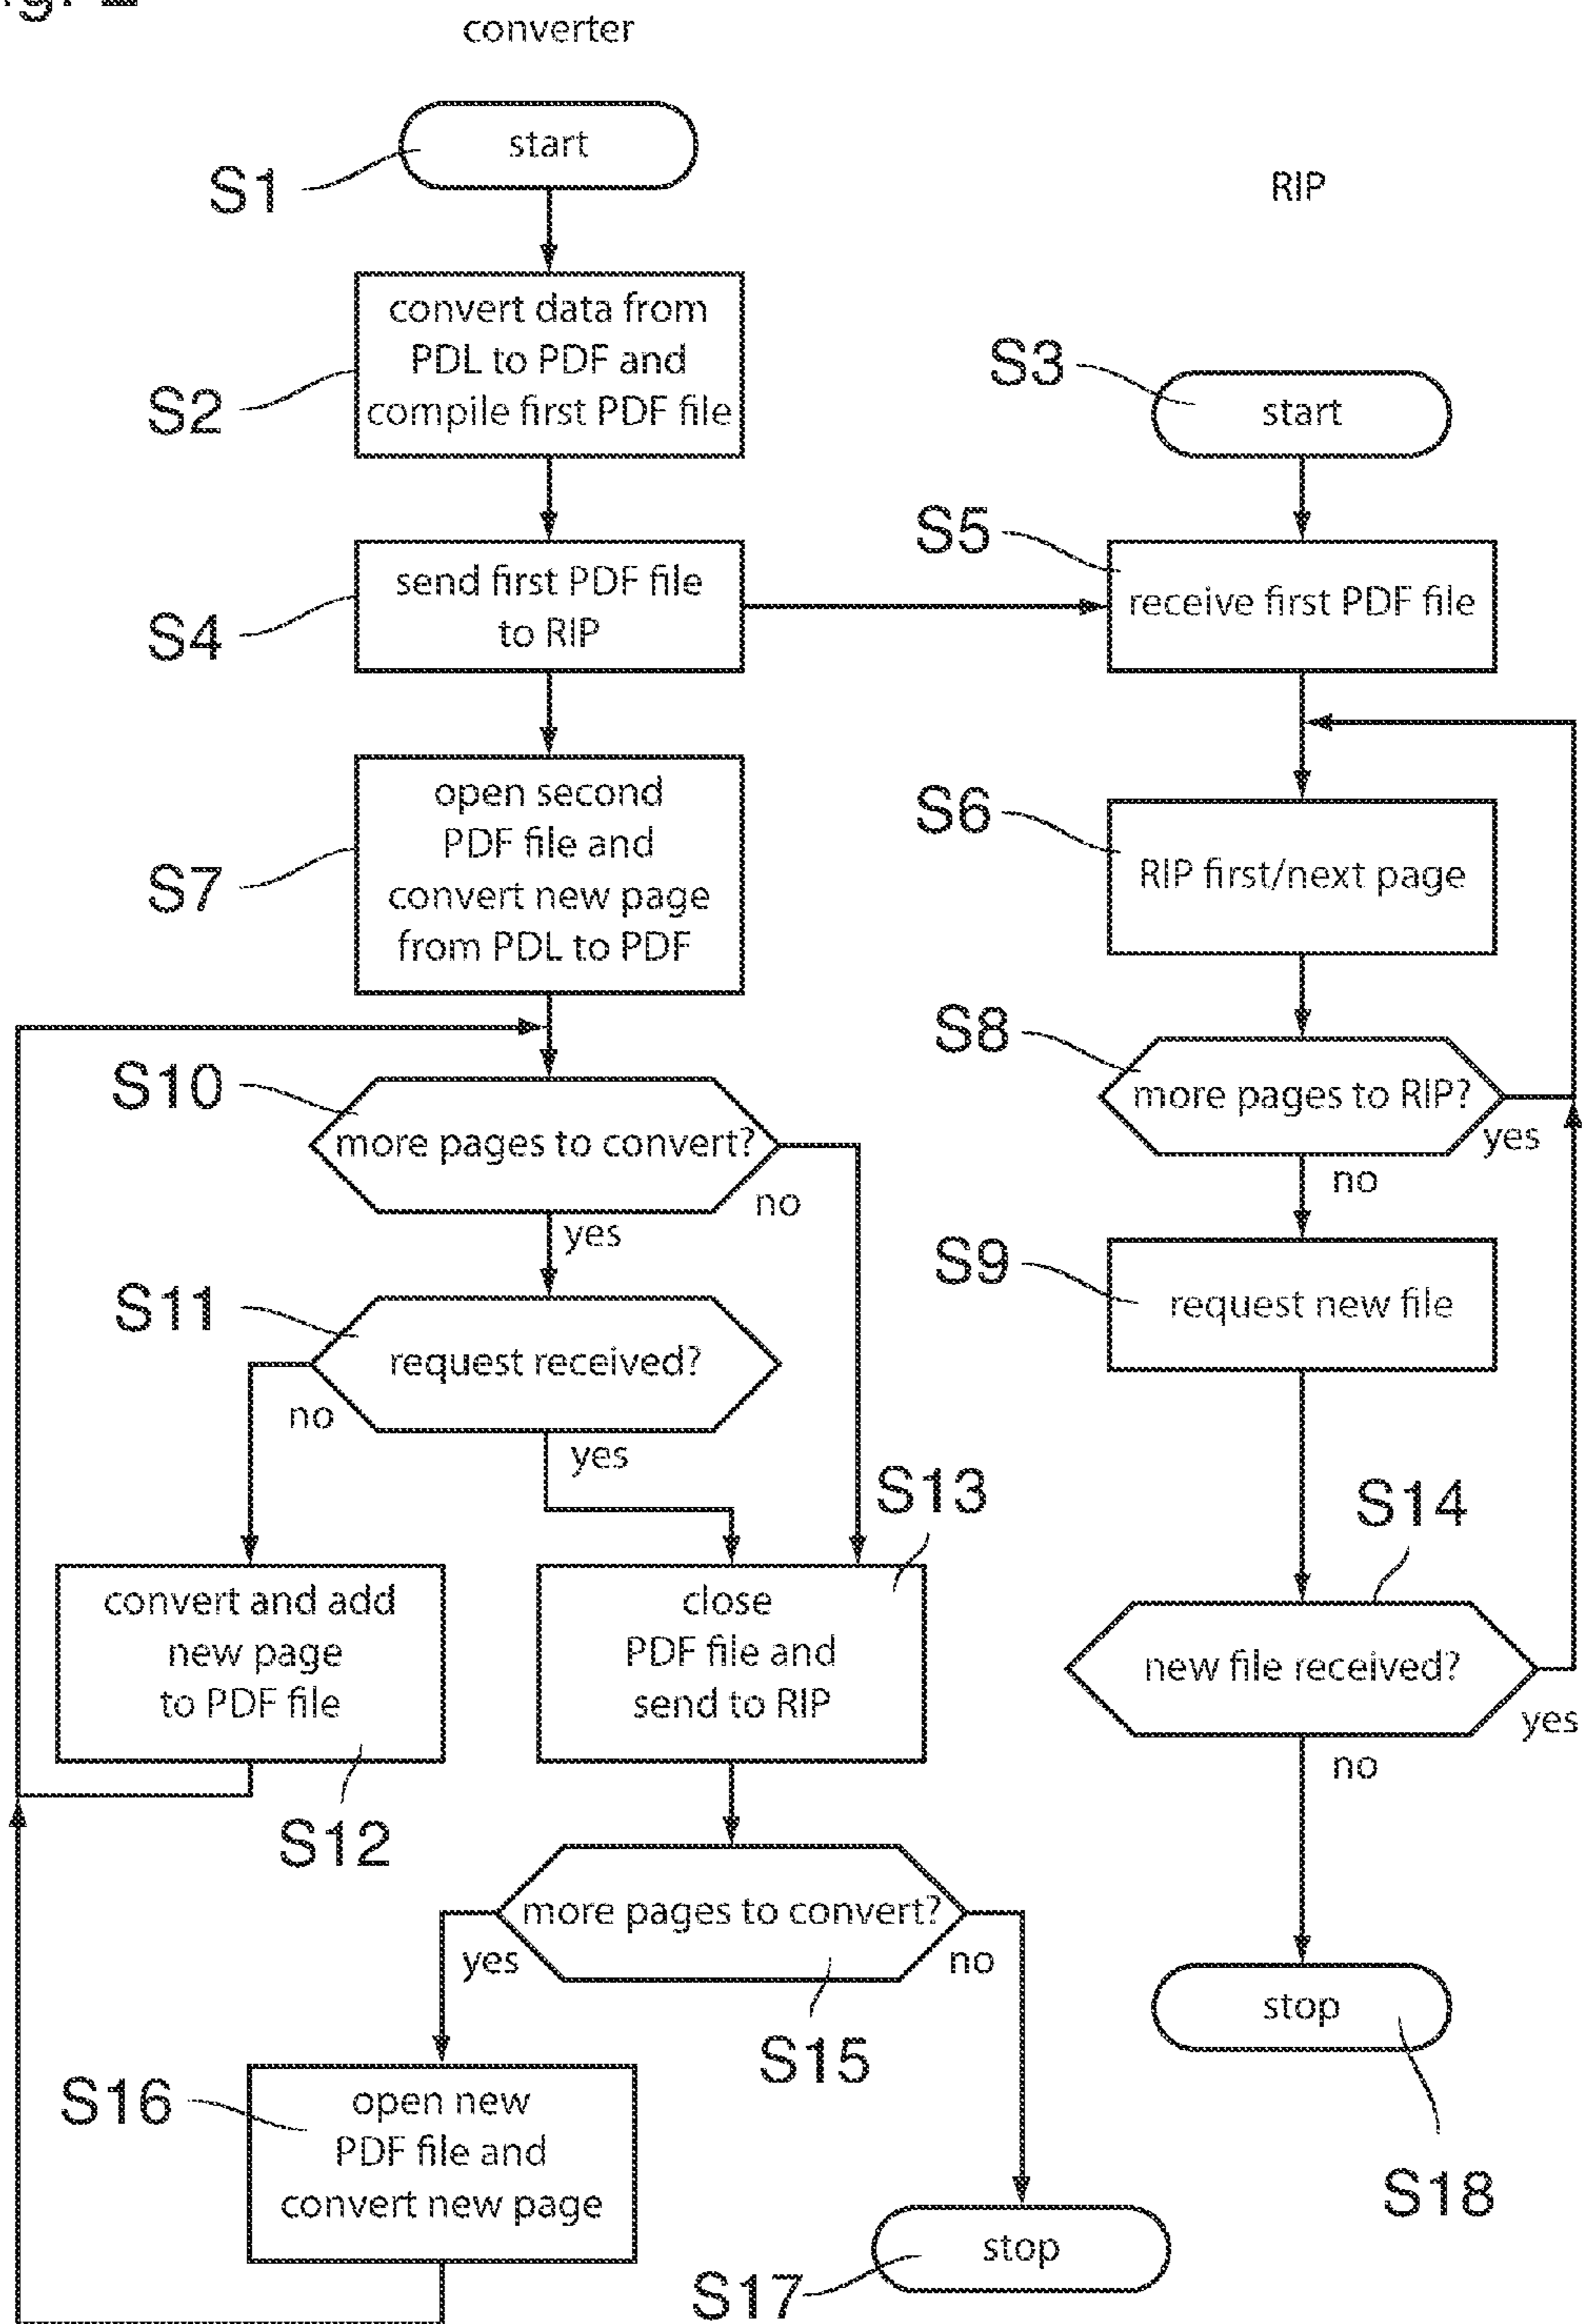 converter
start
S1
RIP
convert data from
PDL to PDF and
compile first PDF file
S2
S3
start
S5
send first PDF file
to RIP
S4
receive first PDF file
open second
PDF file and
convert new page
from PDL to PDF
S7
S6
RIP first/next page
S8
more pages to RIP?
yes
no
S10
more pages to convert?
no
yes
S9
request new file
S11
request received?
no
yes
S13
S14
convert and add
new page
to PDF file
S12
close
PDF file and
send to RIP
new file received?
yes
no
more pages to convert?
yes
no
S15
stop
S18
S16
open new
PDF file and
convert new page
stop
S17